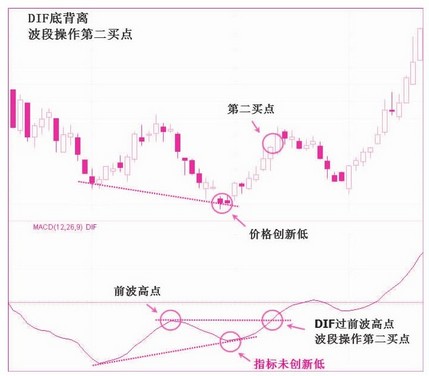 DIF底背离
波段操作第二买点
第二买点
价格创新低
MACD(12,26,9) DIF
前波高点
DIF过前波高点
波段操作第二买点
指标未创新低